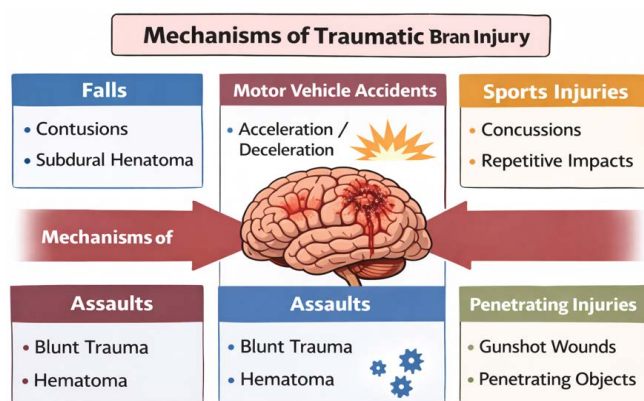 Mechanisms of Traumatic Bran Injury
Falls
• Contusions
• Subdural Henatoma
Motor Vehicle Accidents
• Acceleration /
Deceleration
Sports Injuries
• Concussions
• Repetitive Impacts
Mechanisms of
Assaults
• Blunt Trauma
• Hematoma
Assaults
• Blunt Trauma
• Hematoma
Penetrating Injuries
• Gunshot Wounds
• Penetrating Objects